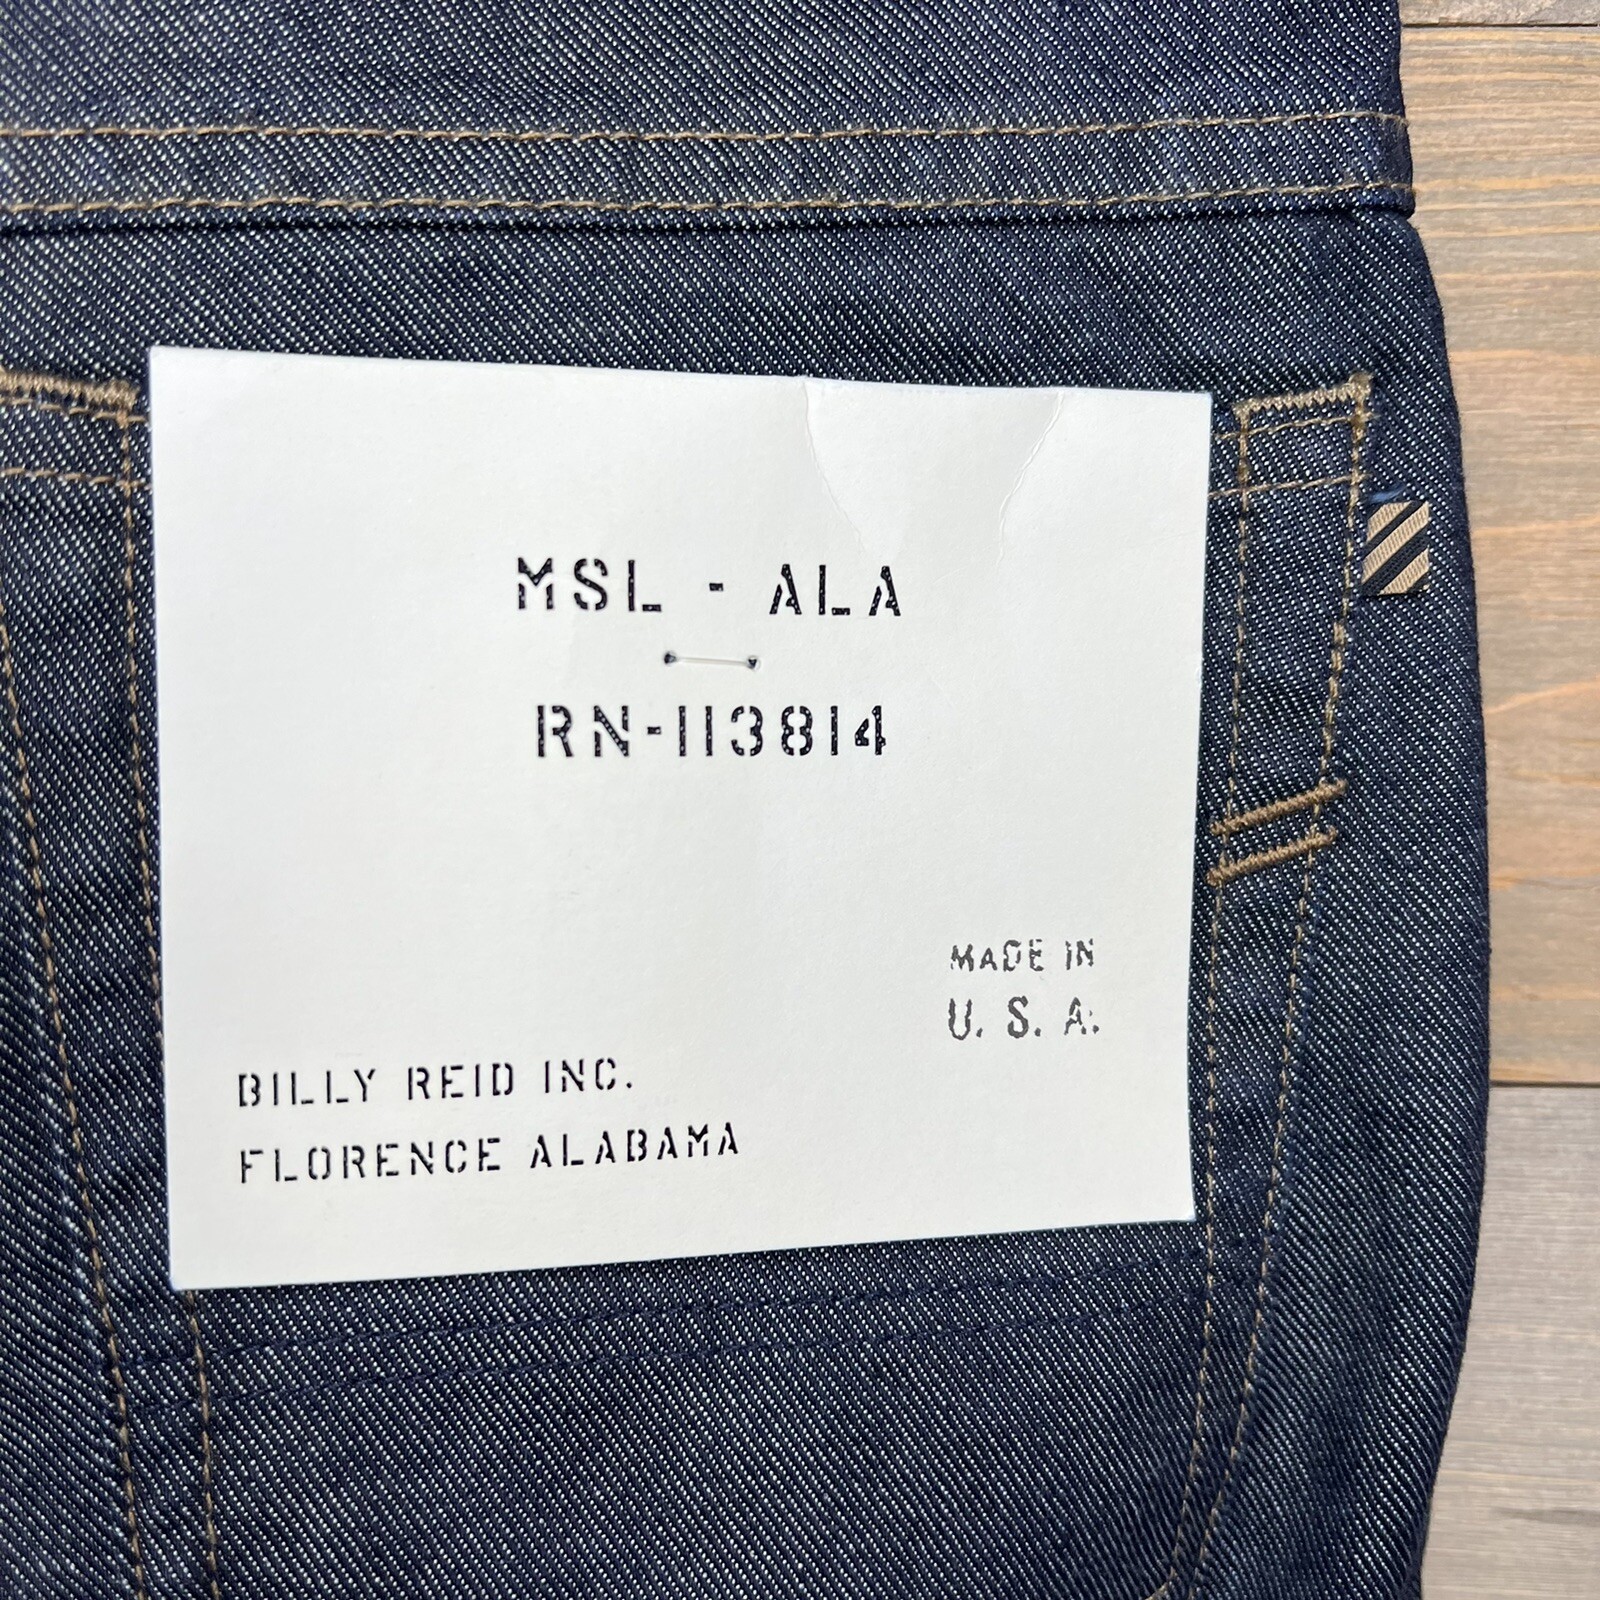 MSL - ALA
RN-113814
MADE IN
U. S. A.
BILLY REID INC.
FLORENCE ALABAMA